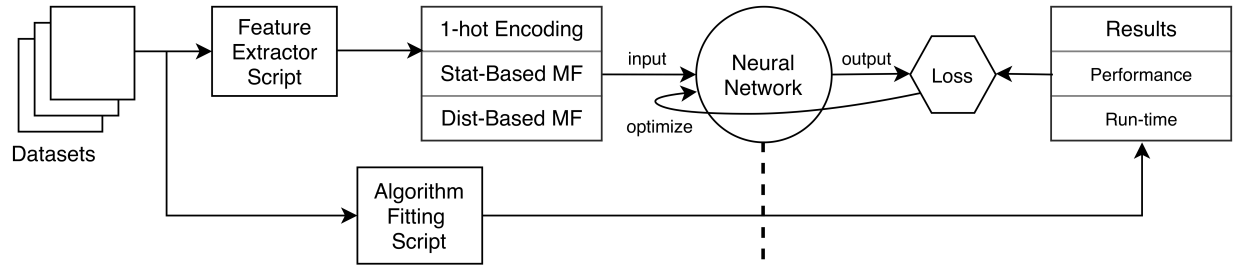 Datasets
Feature
Extractor
Script
1-hot Encoding
Stat-Based MF
Dist-Based MF
input
Neural
Network
output
optimize
Loss
Results
Performance
Run-time
Algorithm
Fitting
Script